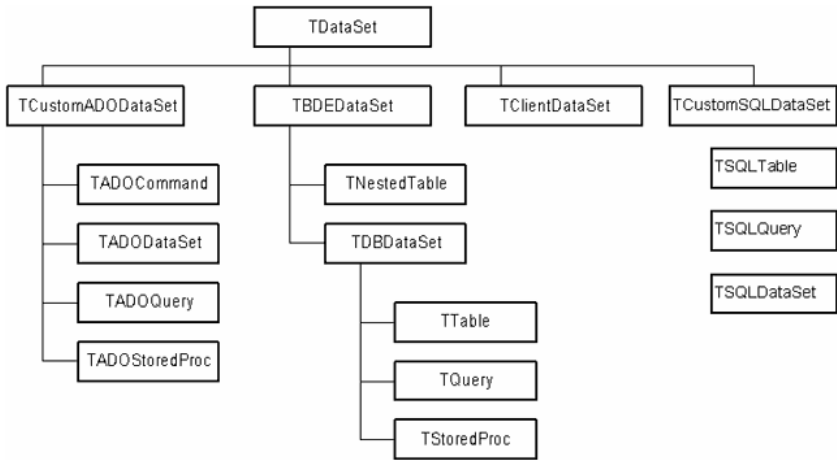 TDataSet
TCustomADODataSet
TBDEDataSet
TClientDataSet
TCustomSQLDataSet
TADOCommand
TNestedTable
TSQLTable
TADODataSet
TDBDataSet
TSQLQuery
TADOQuery
TTable
TSQLDataSet
TADOStoredProc
TQuery
TStoredProc